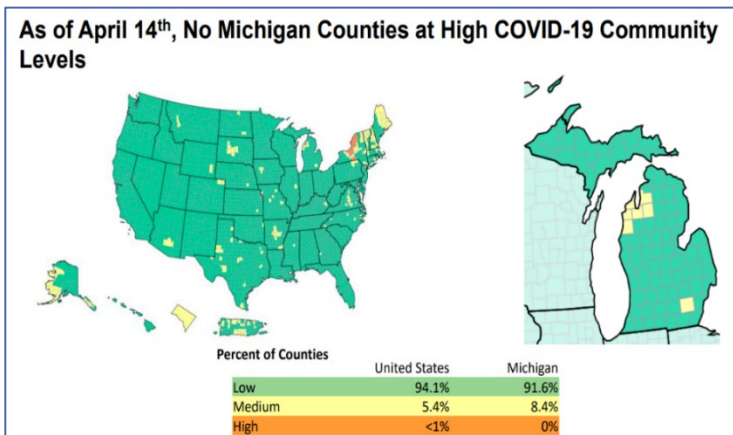 As of April 14th, No Michigan Counties at High COVID-19 Community
Levels
Percent of Counties
United States Michigan
Low 94.1% 91.6%
Medium 5.4% 8.4%
High <1% 0%